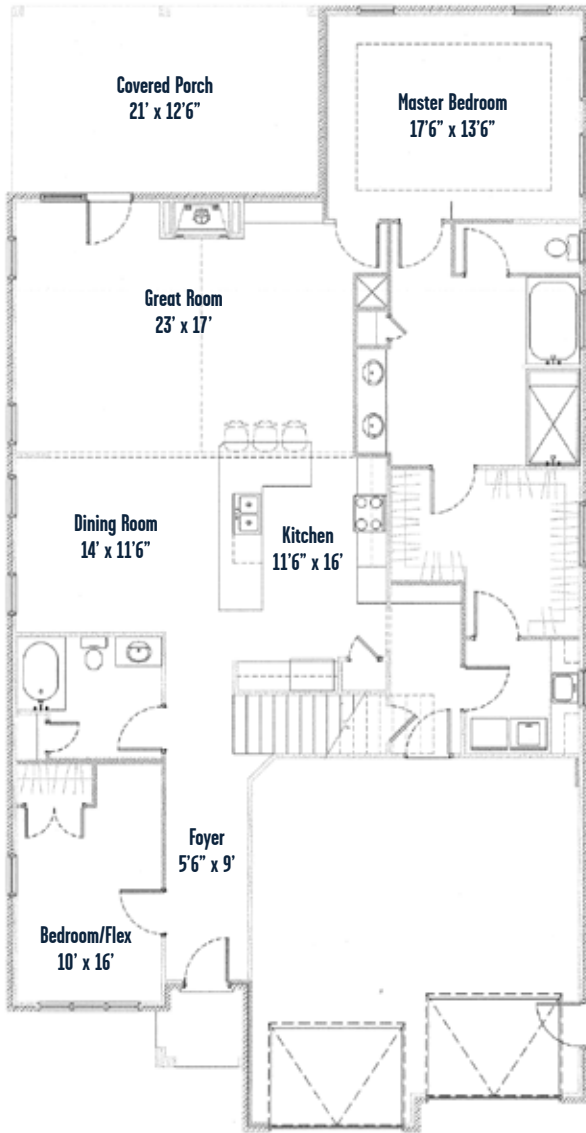 Covered Porch
21' x 12'6"
Master Bedroom
17'6" x 13'6"
Great Room
23' x 17'
Dining Room
14' x 11'6"
Kitchen
11'6" x 16'
Foyer
5'6" x 9'
Bedroom/Flex
10' x 16'